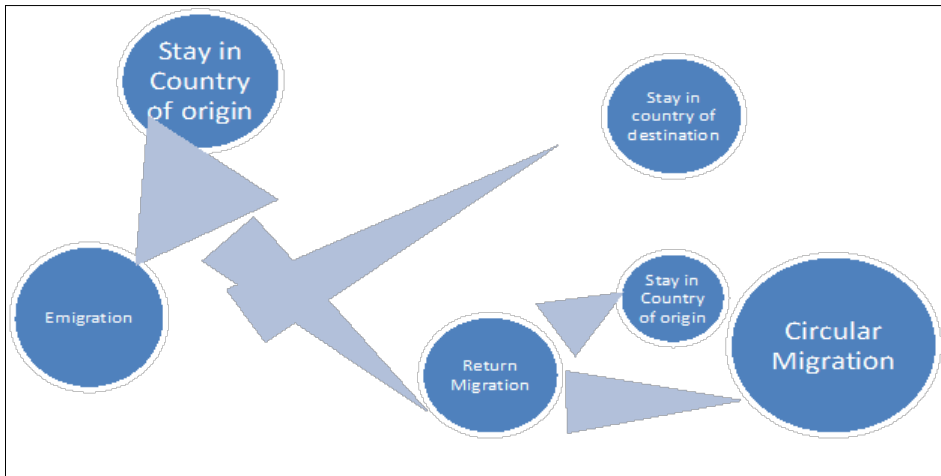 Stay in
Country
of origin
Stay in
country of
destination
Emigration
Return
Migration
Stay in
Country
of origin
Circular
Migration